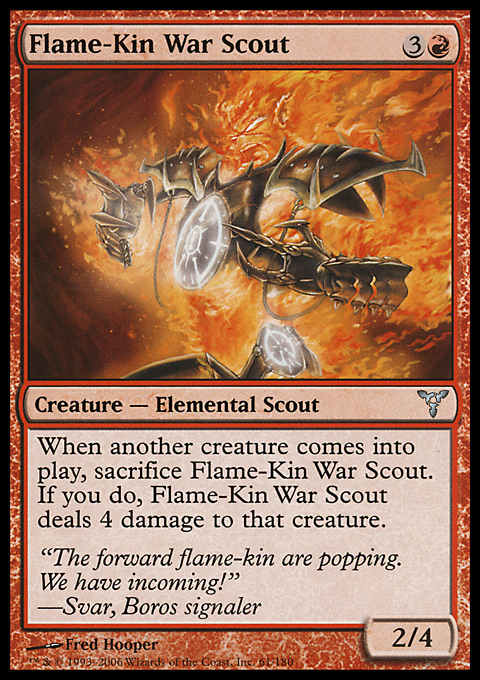 Flame-Kin War Scout 3
Creature — Elemental Scout
When another creature comes into
play, sacrifice Flame-Kin War Scout.
If you do, Flame-Kin War Scout
deals 4 damage to that creature.
“The forward flame-kin are popping.
We have incoming!”
—Svar, Boros signaler
Fred Hooper
2/4
™ & © 1993–2006 Wizards of the Coast, Inc. 61/180